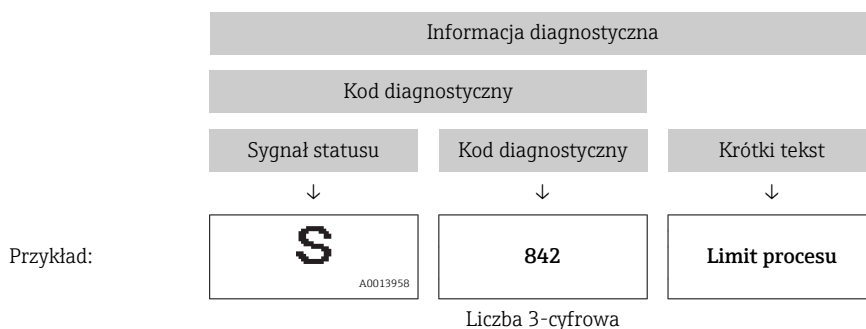 Informacja diagnostyczna
Kod diagnostyczny
Sygnał statusu Kod diagnostyczny Krótki tekst
↓ ↓ ↓
Przykład: S 842 Limit procesu
A0013958
Liczba 3-cyfrowa